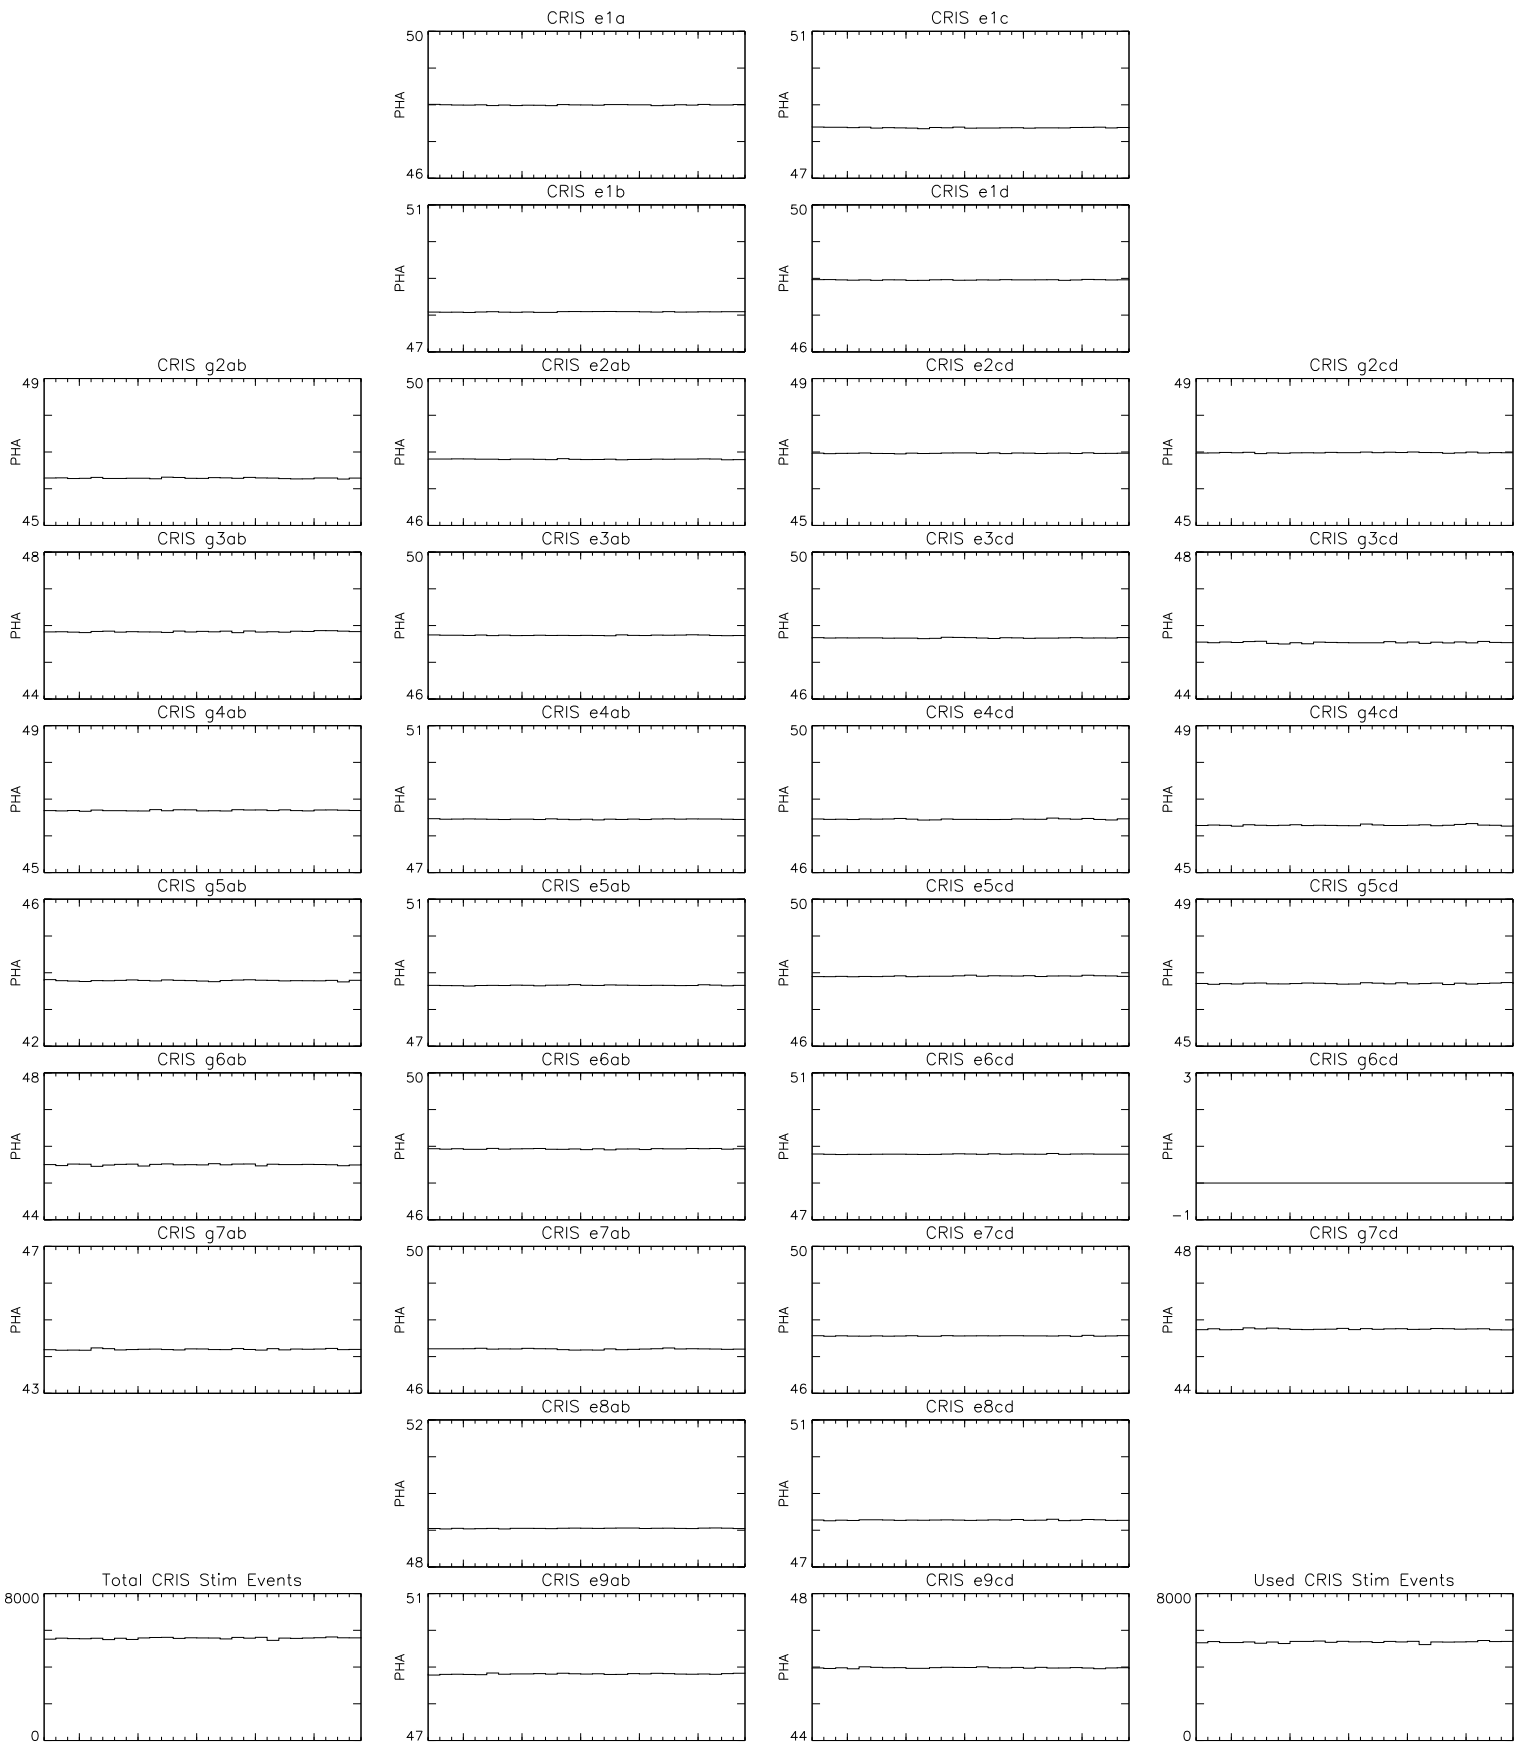 CRIS e1a
CRIS e1c
50
PHA
46
51
PHA
47
CRIS e1b
CRIS e1d
51
PHA
47
50
PHA
46
CRIS g2ab
CRIS e2ab
CRIS e2cd
CRIS g2cd
49
PHA
45
50
PHA
46
49
PHA
45
49
PHA
45
CRIS g3ab
CRIS e3ab
CRIS e3cd
CRIS g3cd
48
PHA
44
50
PHA
46
50
PHA
46
48
PHA
44
CRIS g4ab
CRIS e4ab
CRIS e4cd
CRIS g4cd
49
PHA
45
51
PHA
47
50
PHA
46
49
PHA
45
CRIS g5ab
CRIS e5ab
CRIS e5cd
CRIS g5cd
46
PHA
42
51
PHA
47
50
PHA
46
49
PHA
45
CRIS g6ab
CRIS e6ab
CRIS e6cd
CRIS g6cd
48
PHA
44
50
PHA
46
51
PHA
47
3
PHA
-1
CRIS g7ab
CRIS e7ab
CRIS e7cd
CRIS g7cd
47
PHA
43
50
PHA
46
50
PHA
46
48
PHA
44
CRIS e8ab
CRIS e8cd
52
PHA
48
51
PHA
47
Total CRIS Stim Events
CRIS e9ab
CRIS e9cd
Used CRIS Stim Events
8000
0
51
PHA
47
48
PHA
44
8000
0